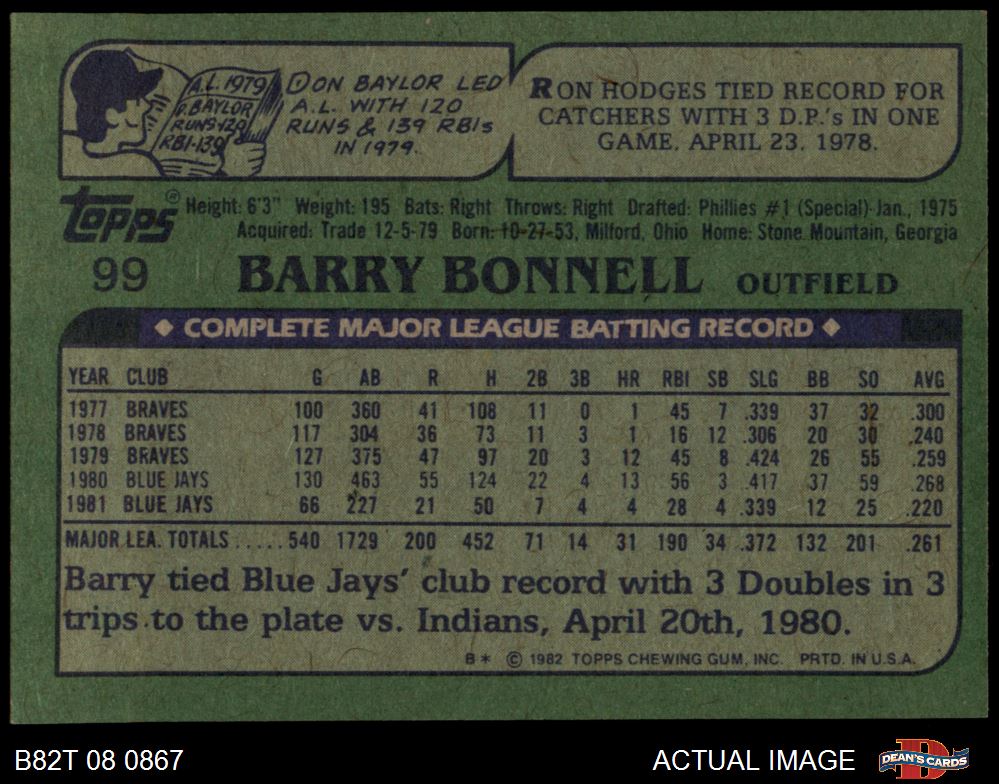 A.L. 1979
D. BAYLOR
RUNS-120
RBI-139
DON BAYLOR LED
A.L. WITH 120
RUNS & 139 RBIs
IN 1979.
RON HODGES TIED RECORD FOR
CATCHERS WITH 3 D.P.'s IN ONE
GAME, APRIL 23, 1978.
Topps® Height: 6'3" Weight: 195 Bats: Right Throws: Right Drafted: Phillies #1 (Special)-Jan., 1975
Acquired: Trade 12-5-79 Born: 10-27-53, Milford, Ohio Home: Stone Mountain, Georgia
99 BARRY BONNELL OUTFIELD
◆ COMPLETE MAJOR LEAGUE BATTING RECORD ◆
YEAR CLUB G AB R H 2B 3B HR RBI SB SLG BB SO AVG
1977 BRAVES 100 360 41 108 11 0 1 45 7 .339 37 32 .300
1978 BRAVES 117 304 36 73 11 3 1 16 12 .306 20 30 .240
1979 BRAVES 127 375 47 97 20 3 12 45 8 .424 26 55 .259
1980 BLUE JAYS 130 463 55 124 22 4 13 56 3 .417 37 59 .268
1981 BLUE JAYS 66 227 21 50 7 4 4 28 4 .339 12 25 .220
MAJOR LEA. TOTALS ..... 540 1729 200 452 71 14 31 190 34 .372 132 201 .261
Barry tied Blue Jays' club record with 3 Doubles in 3
trips to the plate vs. Indians, April 20th, 1980.
B* © 1982 TOPPS CHEWING GUM, INC. PRTD. IN U.S.A.
B82T 08 0867
ACTUAL IMAGE
D
DEAN'S CARDS